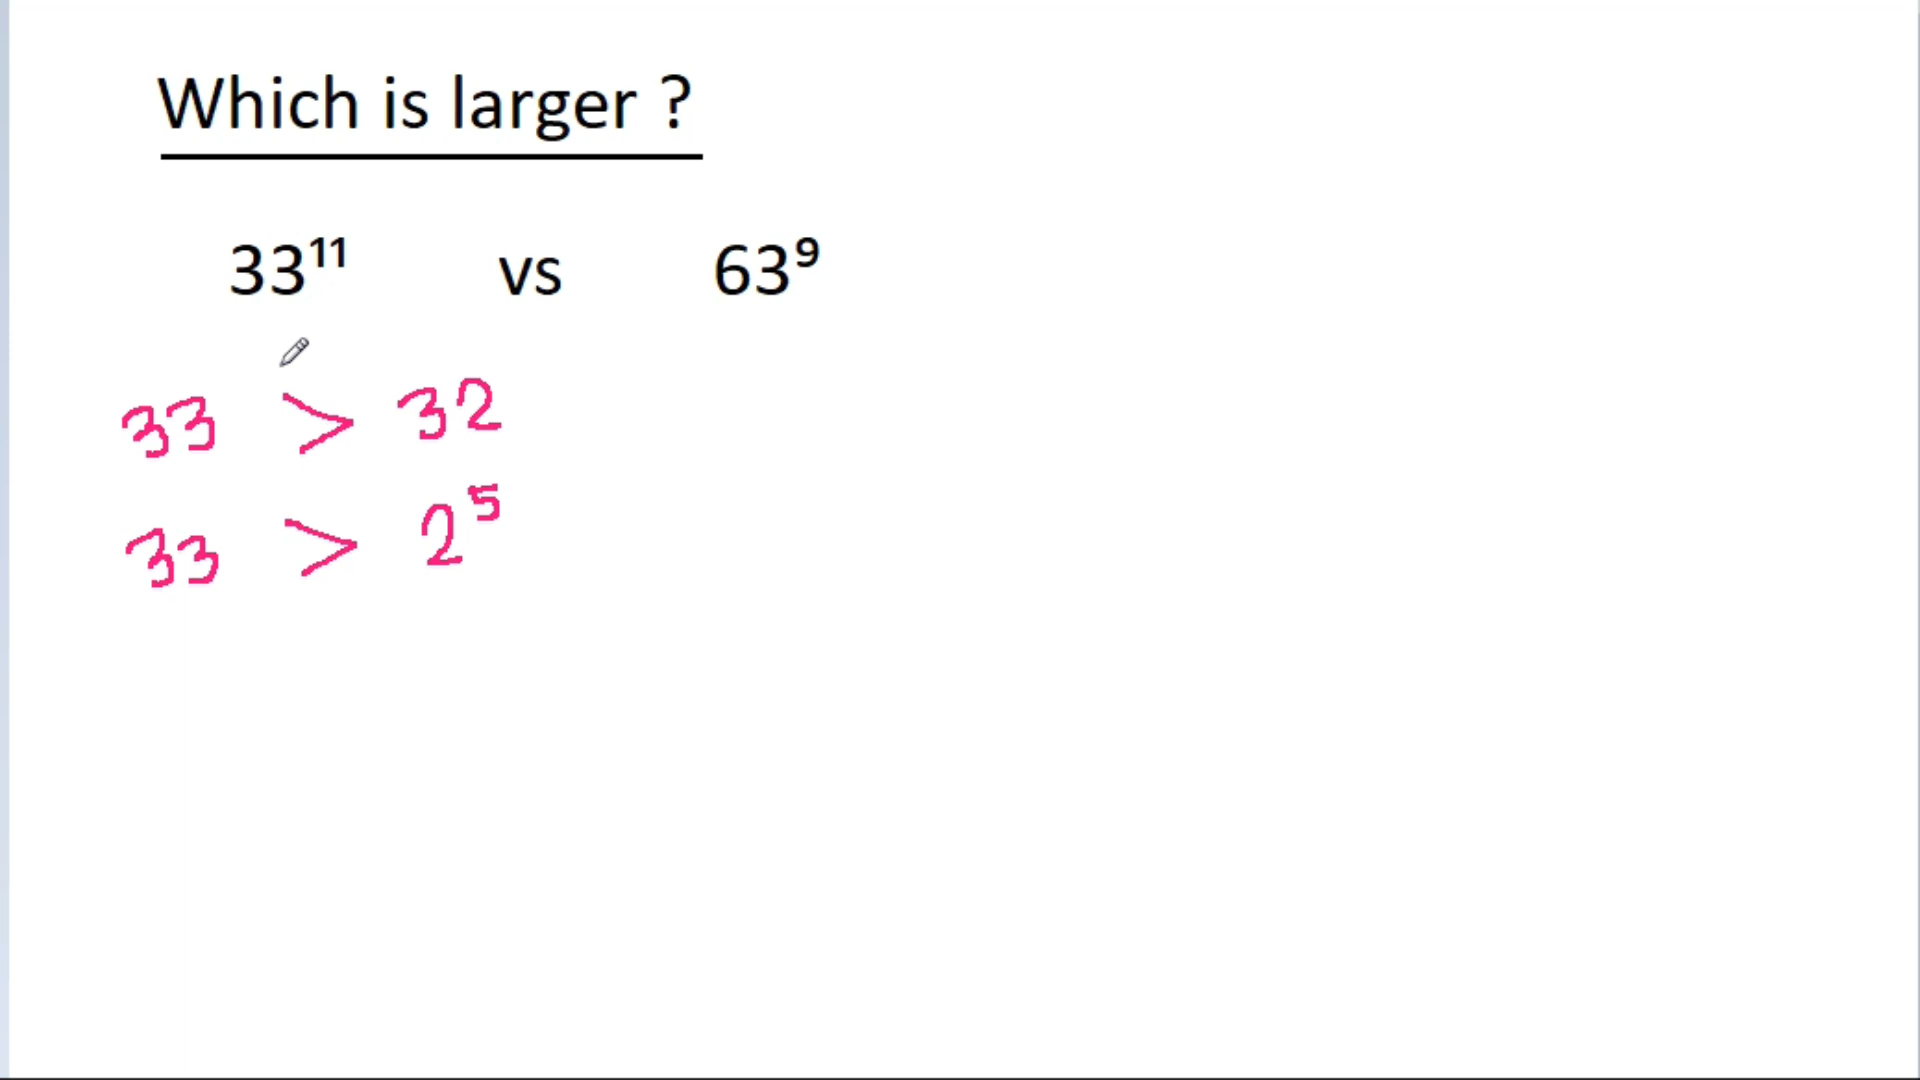 Which is larger ?
33¹¹ vs 63⁹
33 > 32
33 > 2⁵